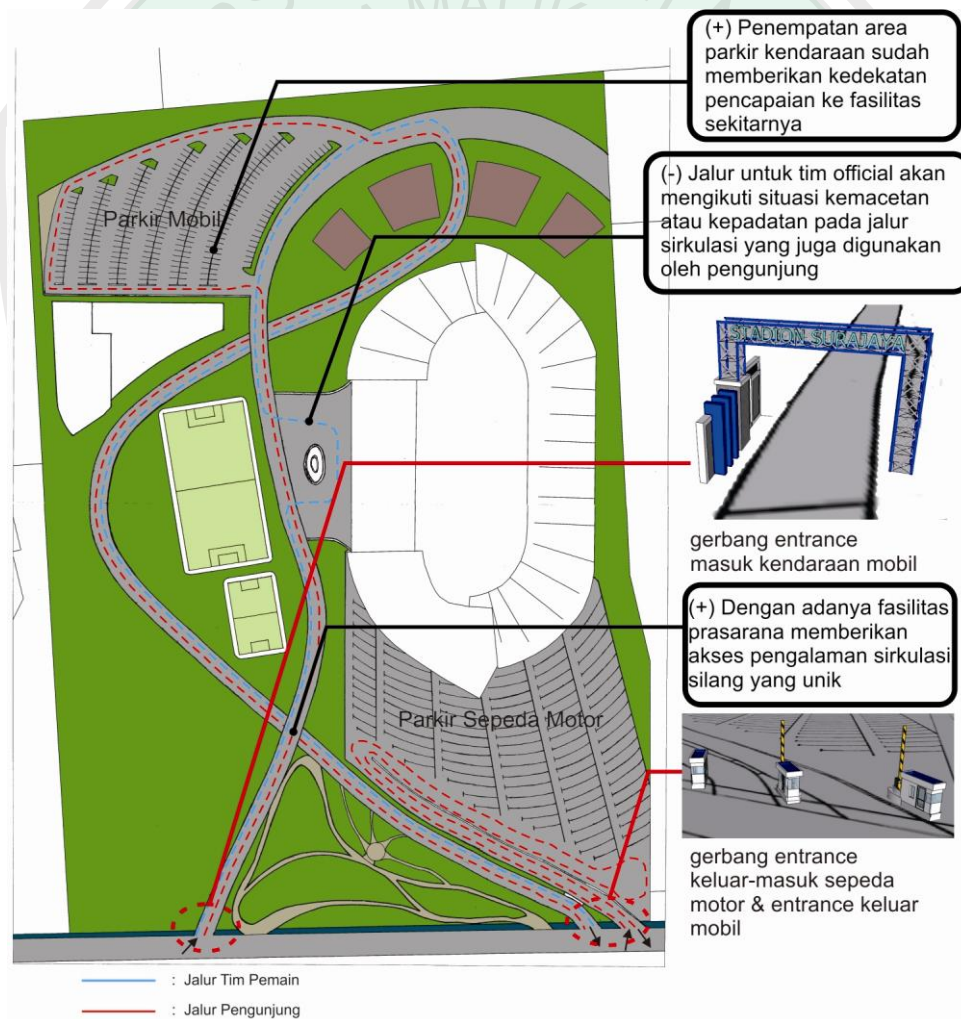 (+) Penempatan area
parkir kendaraan sudah
memberikan kedekatan
pencapaian ke fasilitas
sekitarnya
(-) Jalur untuk tim official akan
mengikuti situasi kemacetan
atau kepadatan pada jalur
sirkulasi yang juga digunakan
oleh pengunjung
Parkir Mobil
STADION SURAJAYA
gerbang entrance
masuk kendaraan mobil
(+) Dengan adanya fasilitas
prasarana memberikan
akses pengalaman sirkulasi
silang yang unik
Parkir Sepeda Motor
gerbang entrance
keluar-masuk sepeda
motor & entrance keluar
mobil
: Jalur Tim Pemain
: Jalur Pengunjung